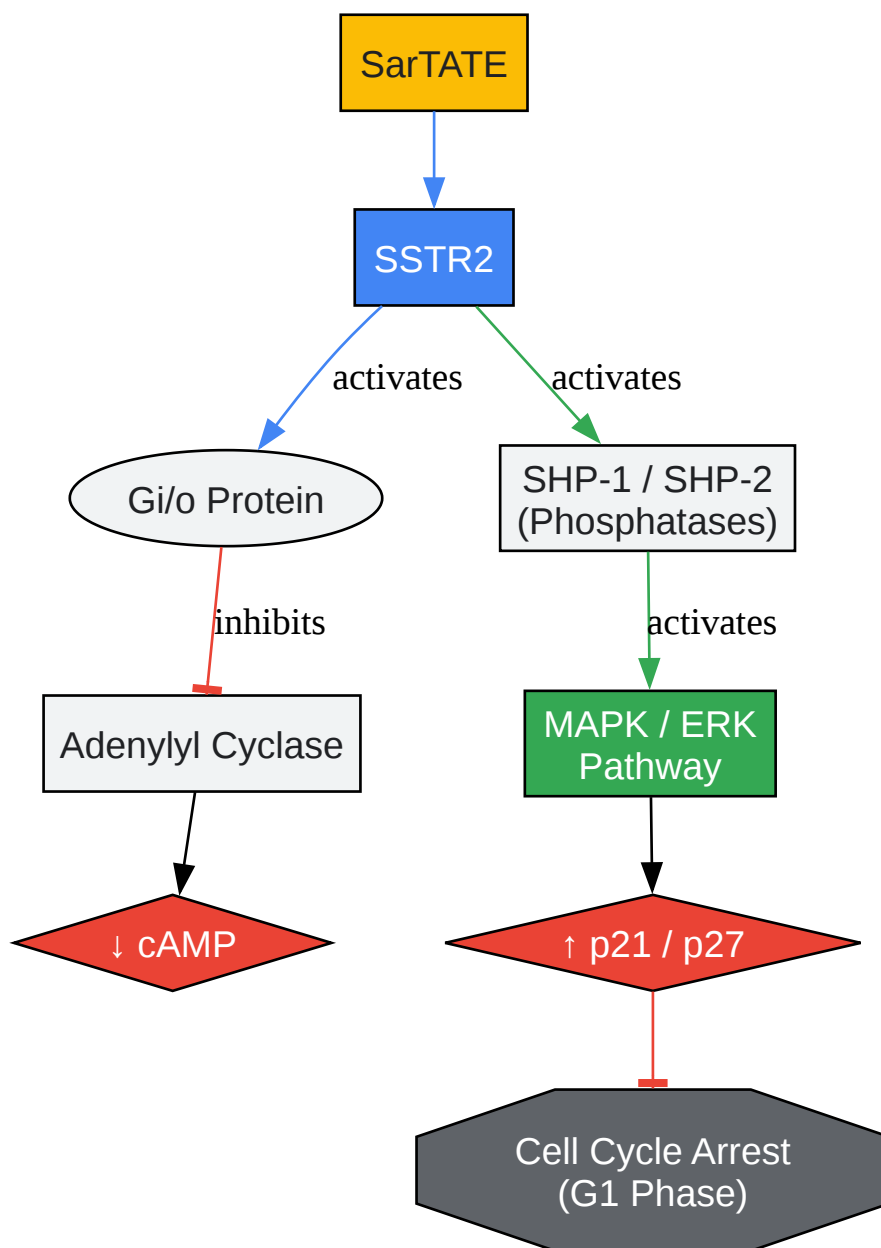 SarTATE
SSTR2
activates
activates
Gi/o Protein
SHP-1 / SHP-2
(Phosphatases)
inhibits
activates
Adenylyl Cyclase
MAPK / ERK
Pathway
↓ cAMP
↑ p21 / p27
Cell Cycle Arrest
(G1 Phase)